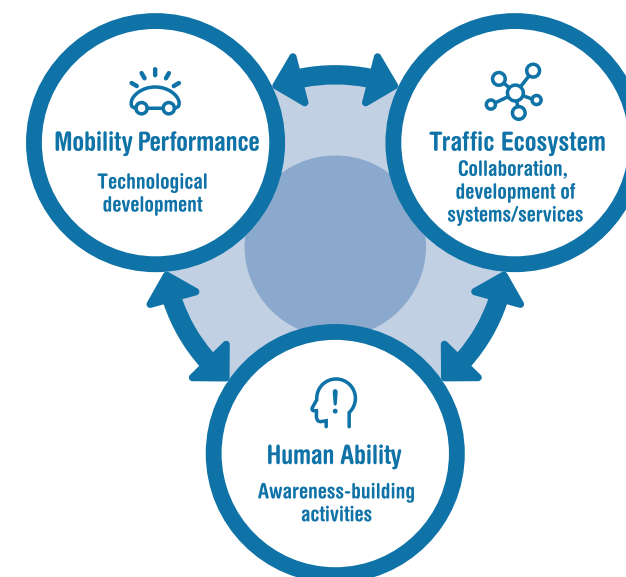 Mobility Performance
Technological
development
Traffic Ecosystem
Collaboration,
development of
systems/services
Human Ability
Awareness-building
activities